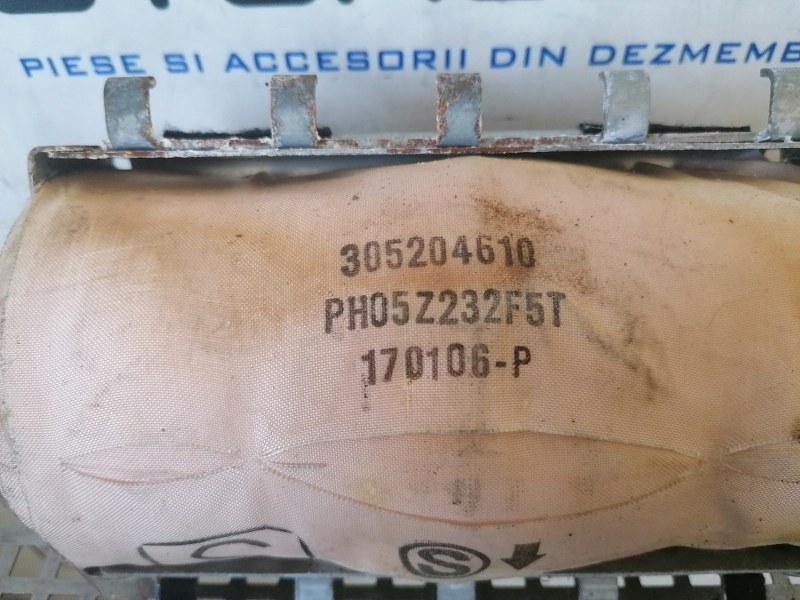 PIESE SI ACCESORII DIN DEZMEMB
305204610
PH05Z232F5T
170106-P
C S